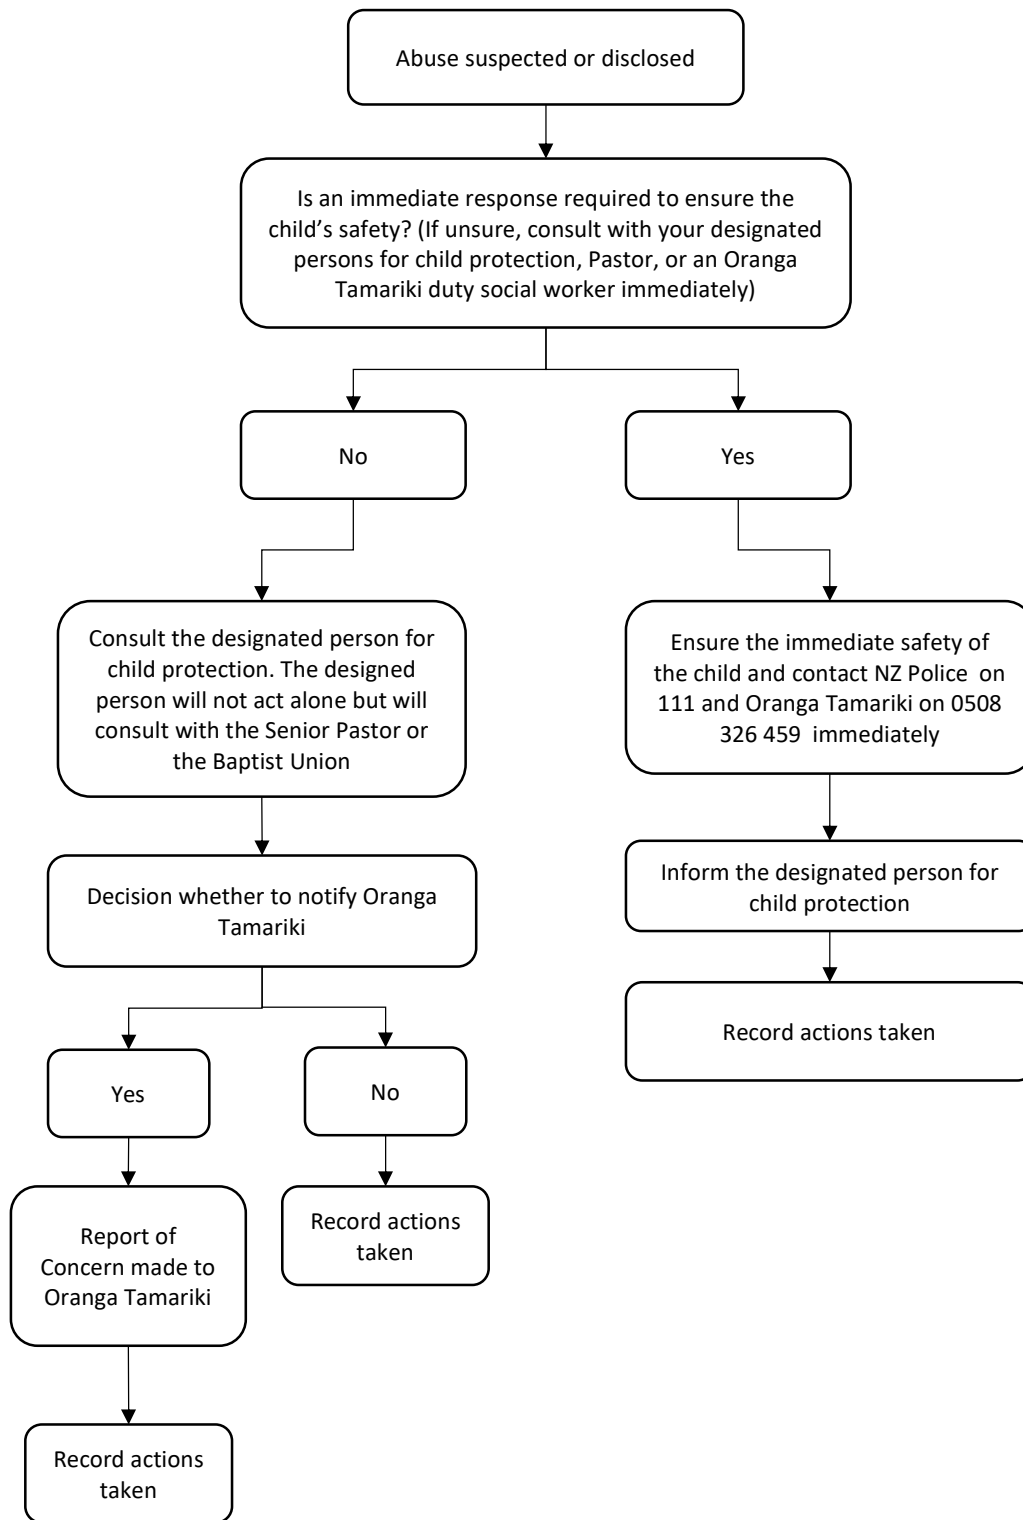 Abuse suspected or disclosed
Is an immediate response required to ensure the
child’s safety? (If unsure, consult with your designated
persons for child protection, Pastor, or an Oranga
Tamariki duty social worker immediately)
No
Yes
Consult the designated person for
child protection. The designed
person will not act alone but will
consult with the Senior Pastor or
the Baptist Union
Ensure the immediate safety of
the child and contact NZ Police on
111 and Oranga Tamariki on 0508
326 459 immediately
Decision whether to notify Oranga
Tamariki
Inform the designated person for
child protection
Record actions taken
Yes
No
Report of
Concern made to
Oranga Tamariki
Record actions
taken
Record actions
taken